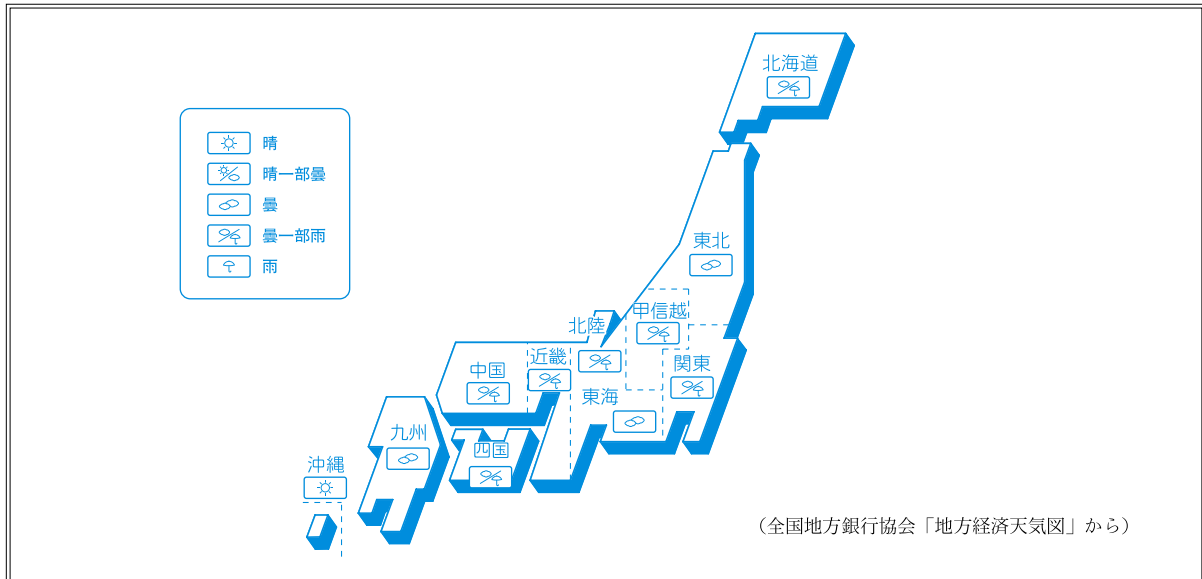 北海道
晴
晴一部曇
曇
曇一部雨
雨
東北
甲信越
北陸
近畿
関東
中国
東海
九州
四国
沖縄
(全国地方銀行協会「地方経済天気図」から)